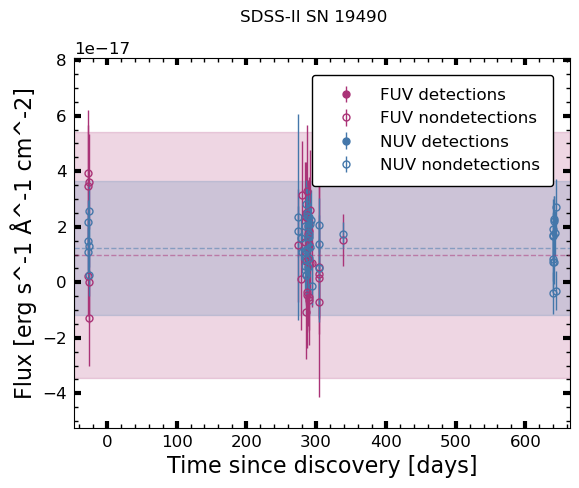 SDSS-II SN 19490
1e−17
8
6
4
2
0
−2
−4
FUV detections
FUV nondetections
NUV detections
NUV nondetections
0 100 200 300 400 500 600
Time since discovery [days]
Flux [erg s^-1 Å^-1 cm^-2]